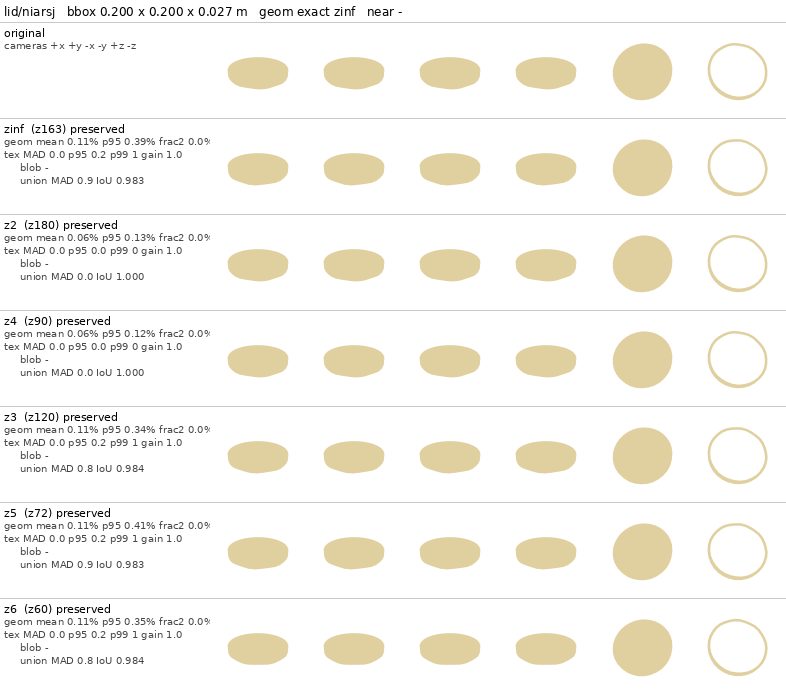 lid/niarsj bbox 0.200 x 0.200 x 0.027 m geom exact zinf near -
original
cameras +x +y -x -y +z -z
zinf (z163) preserved
geom mean 0.11% p95 0.39% frac2 0.0%
tex MAD 0.0 p95 0.2 p99 1 gain 1.0
blob -
union MAD 0.9 IoU 0.983
z2 (z180) preserved
geom mean 0.06% p95 0.13% frac2 0.0%
tex MAD 0.0 p95 0.0 p99 0 gain 1.0
blob -
union MAD 0.0 IoU 1.000
z4 (z90) preserved
geom mean 0.06% p95 0.12% frac2 0.0%
tex MAD 0.0 p95 0.0 p99 0 gain 1.0
blob -
union MAD 0.0 IoU 1.000
z3 (z120) preserved
geom mean 0.11% p95 0.34% frac2 0.0%
tex MAD 0.0 p95 0.2 p99 1 gain 1.0
blob -
union MAD 0.8 IoU 0.984
z5 (z72) preserved
geom mean 0.11% p95 0.41% frac2 0.0%
tex MAD 0.0 p95 0.2 p99 1 gain 1.0
blob -
union MAD 0.9 IoU 0.983
z6 (z60) preserved
geom mean 0.11% p95 0.35% frac2 0.0%
tex MAD 0.0 p95 0.2 p99 1 gain 1.0
blob -
union MAD 0.8 IoU 0.984